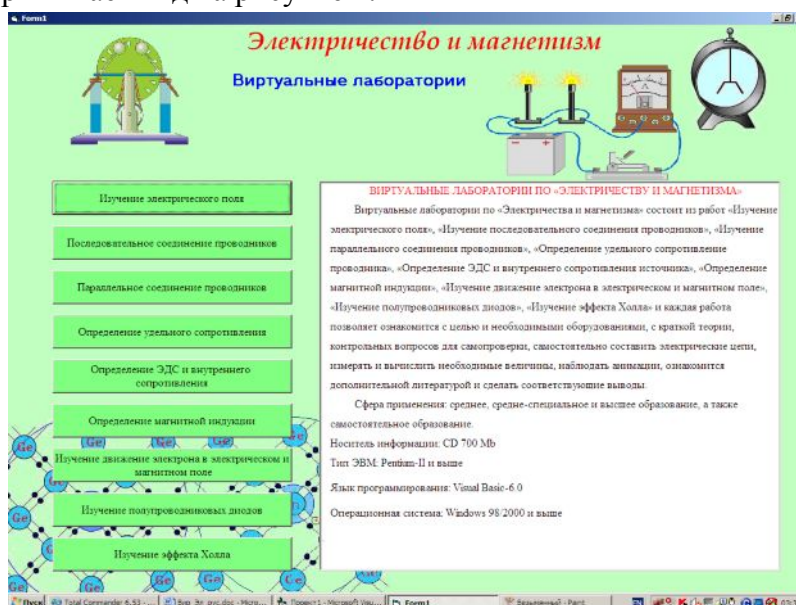 Form1
Электричество и магнетизм
Виртуальные лаборатории
Изучение электрического поля
Последовательное соединение проводников
Параллельное соединение проводников
Определение удельного сопротивления
Определение ЭДС и внутреннего
сопротивления
Определение магнитной индукции
Изучение движение электрона в электрическом и
магнитном поле
Изучение полупроводниковых диодов
Изучение эффекта Холла
ВИРТУАЛЬНЫЕ ЛАБОРАТОРИИ ПО «ЭЛЕКТРИЧЕСТВУ И МАГНЕТИЗМА»
Виртуальные лаборатории по «Электричества и магнетизма» состоит из работ «Изучение
электрического поля», «Изучение последовательного соединения проводников», «Изучение
параллельного соединения проводников», «Определение удельного сопротивление
проводника», «Определение ЭДС и внутреннего сопротивления источника», «Определение
магнитной индукции», «Изучение движение электрона в электрическом и магнитном поле»,
«Изучение полупроводниковых диодов», «Изучение эффекта Холла» и каждая работа
позволяет ознакомится с целью и необходимыми оборудованиями, с краткой теории,
контрольных вопросов для самопроверки, самостоятельно составить электрические цепи,
измерять и вычислить необходимые величины, наблюдать анимации, ознакомится
дополнительной литературой и сделать соответствующие выводы.
Сфера применения: среднее, средне-специальное и высшее образование, а также
самостоятельное образование.
Носитель информации: CD 700 Mb
Тип ЭВМ: Pentium-II и выше
Язык программирования: Visual Basic-6.0
Операционная система: Windows 98/2000 и выше
Ge Ge Ge Ge
Ge
Ge
Ge
Ge Ge Ge Ge
Пуск Total Commander 6.53 - ... Form1 Безымянный - Paint